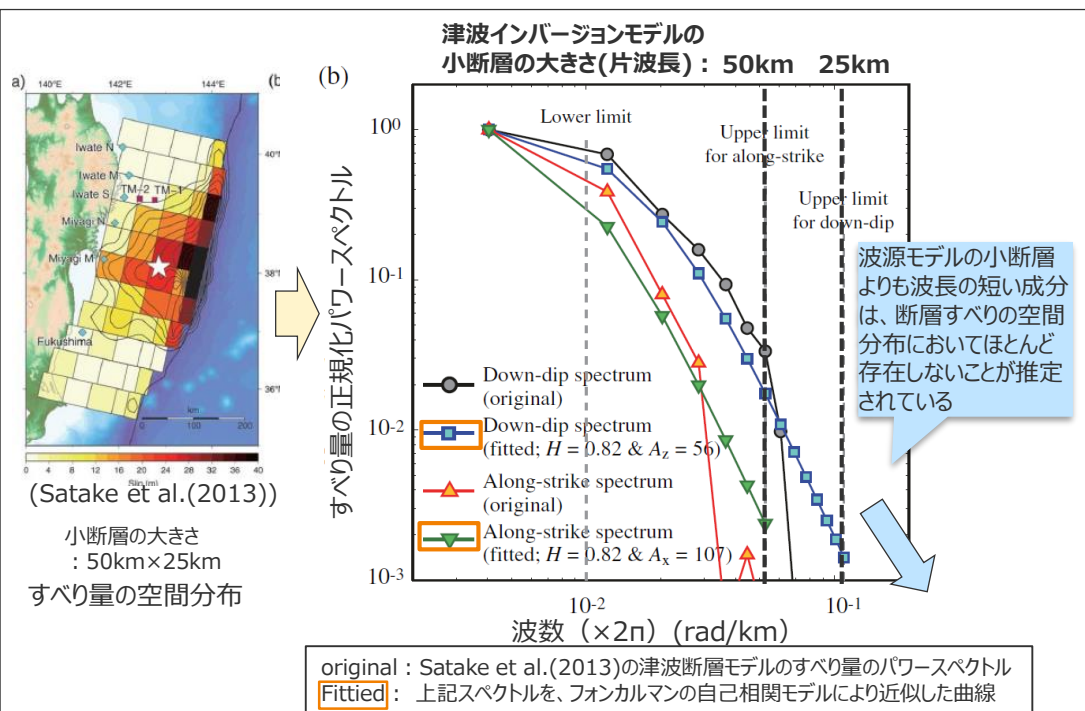 津波インバージョンモデルの
小断層の大きさ(片波長)： 50km 25km
a) 140°E 142°E 144°E (b
Iwate N
40°N
Iwate M
TM-2 TM-1
Iwate S
Miyagi N
Miyagi M
38°N
Fukushima
36°N
km
0 100 200
0 4 8 12 16 20 24 28 32 36 40
Slip (m)
(Satake et al.(2013))
小断層の大きさ
：50km×25km
すべり量の空間分布
(b)
すべり量の正規化パワースペクトル
10⁰
10-1
10-2
10-3
Lower limit
Upper limit
for along-strike
Upper limit
for down-dip
Down-dip spectrum
(original)
Down-dip spectrum
(fitted; H = 0.82 & Az = 56)
Along-strike spectrum
(original)
Along-strike spectrum
(fitted; H = 0.82 & Ax = 107)
10-2 10-1
波数（×2π）(rad/km)
波源モデルの小断層
よりも波長の短い成分
は、断層すべりの空間
分布においてほとんど
存在しないことが推定
されている
original：Satake et al.(2013)の津波断層モデルのすべり量のパワースペクトル
Fittied： 上記スペクトルを、フォンカルマンの自己相関モデルにより近似した曲線